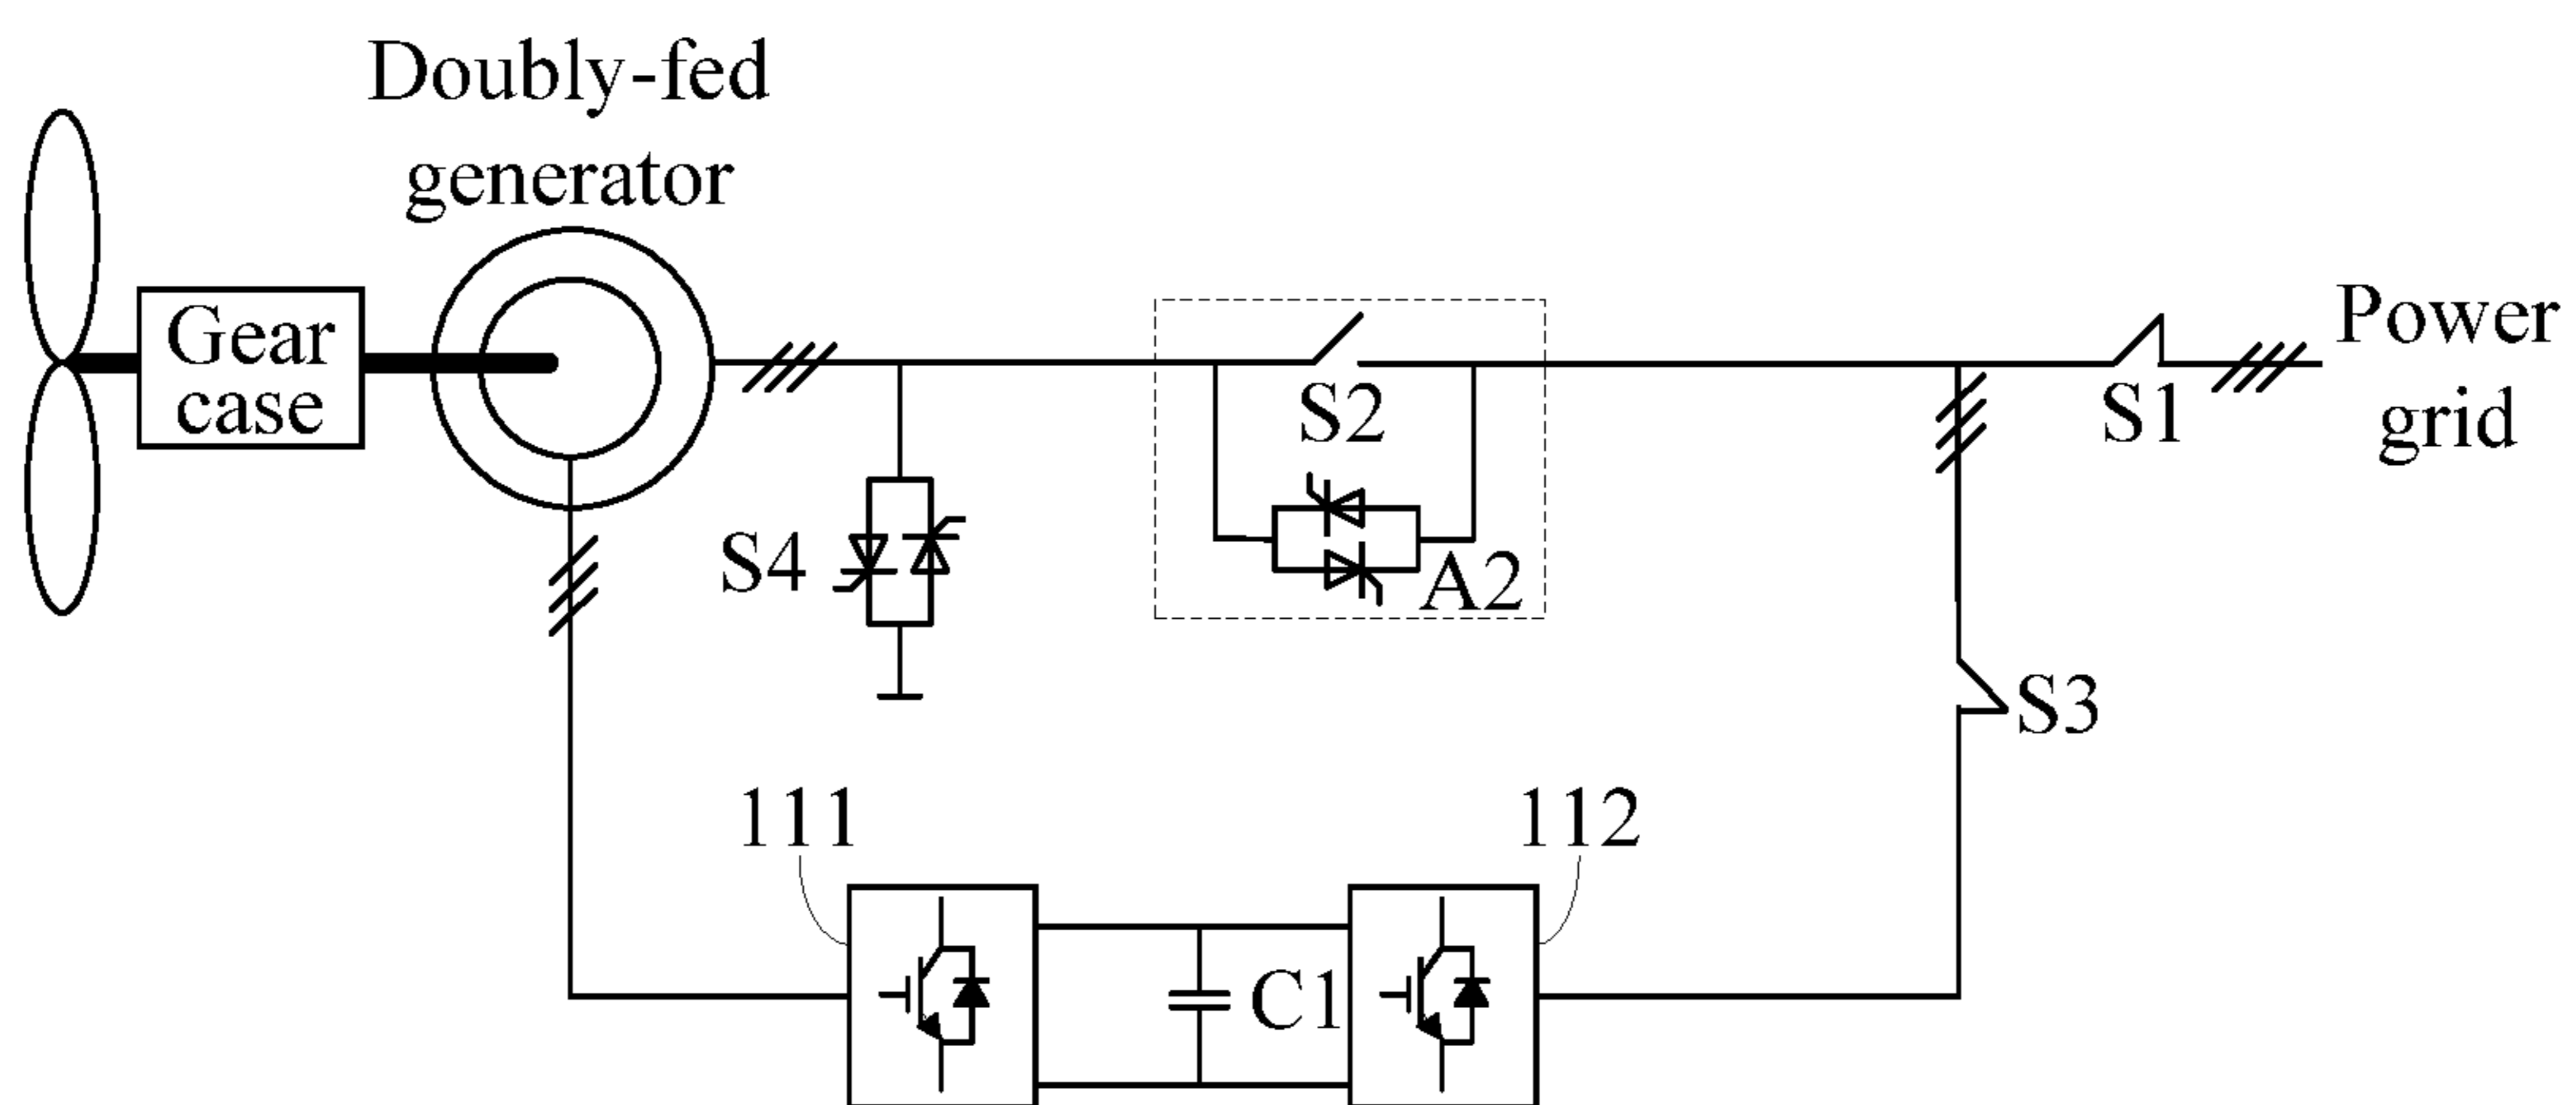 Doubly-fed
generator
Gear
case
Power
grid
S2
S1
S4
A2
S3
111
112
C1